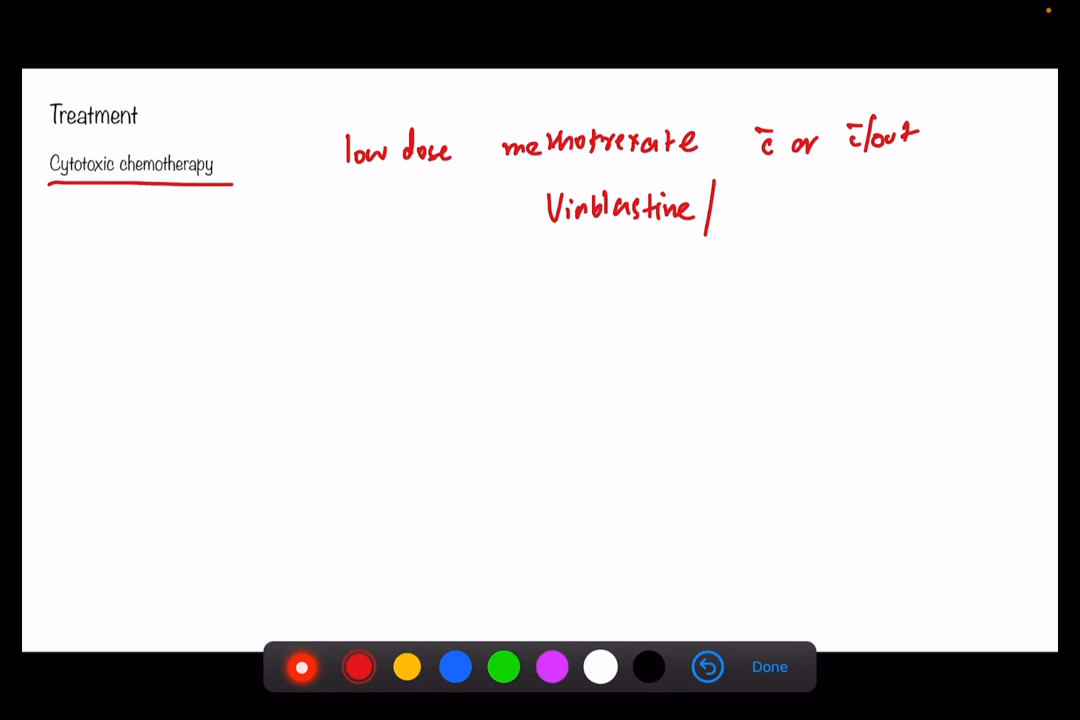 Treatment
Cytotoxic chemotherapy
low dose methotrexate c̄ or c̄/out
Vinblastine/
Done